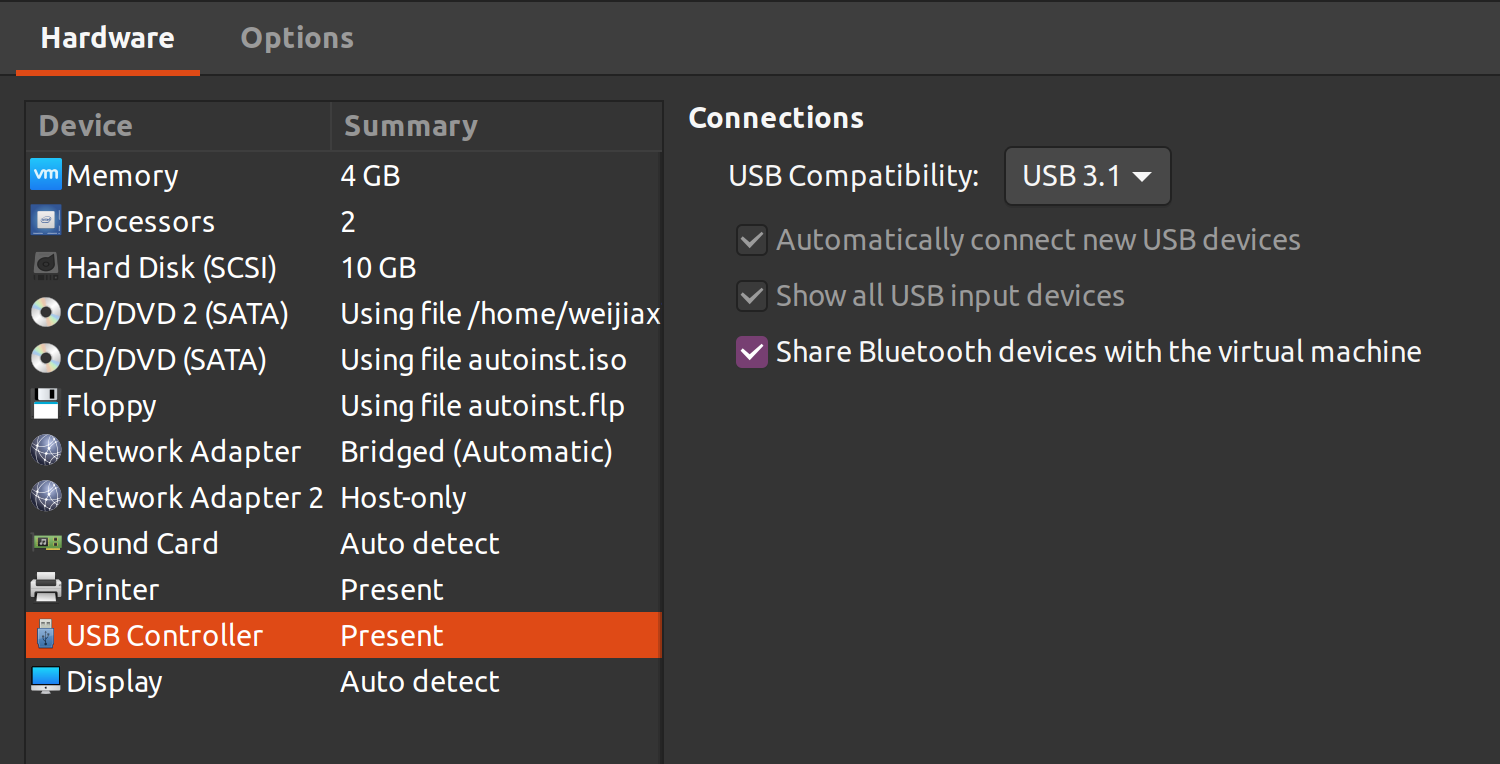 Hardware Options
Device Summary
Memory 4 GB
Processors 2
Hard Disk (SCSI) 10 GB
CD/DVD 2 (SATA) Using file /home/weijiax
CD/DVD (SATA) Using file autoinst.iso
Floppy Using file autoinst.flp
Network Adapter Bridged (Automatic)
Network Adapter 2 Host-only
Sound Card Auto detect
Printer Present
USB Controller Present
Display Auto detect
Connections
USB Compatibility: USB 3.1
Automatically connect new USB devices
Show all USB input devices
Share Bluetooth devices with the virtual machine